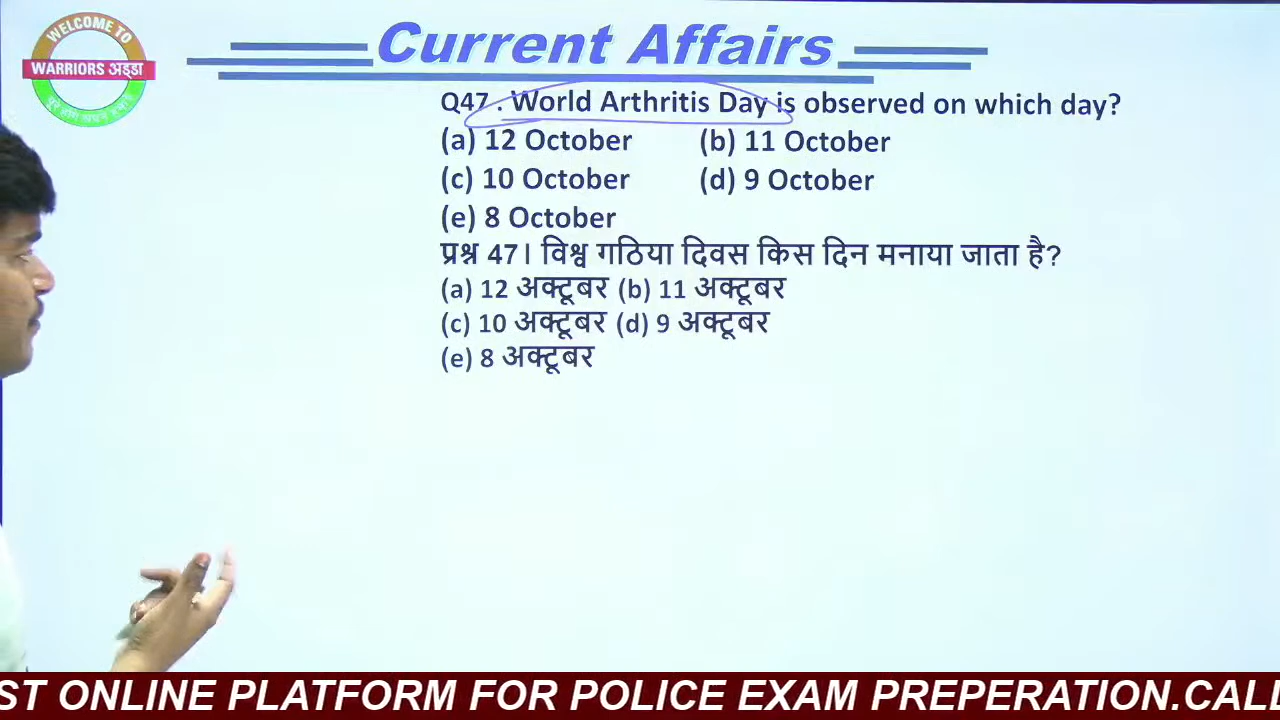 WELCOME TO
WARRIORS अड्डा
Current Affairs
Q47 . World Arthritis Day is observed on which day?
(a) 12 October (b) 11 October
(c) 10 October (d) 9 October
(e) 8 October
प्रश्न 47। विश्व गठिया दिवस किस दिन मनाया जाता है?
(a) 12 अक्टूबर (b) 11 अक्टूबर
(c) 10 अक्टूबर (d) 9 अक्टूबर
(e) 8 अक्टूबर
ST ONLINE PLATFORM FOR POLICE EXAM PREPERATION.CALL